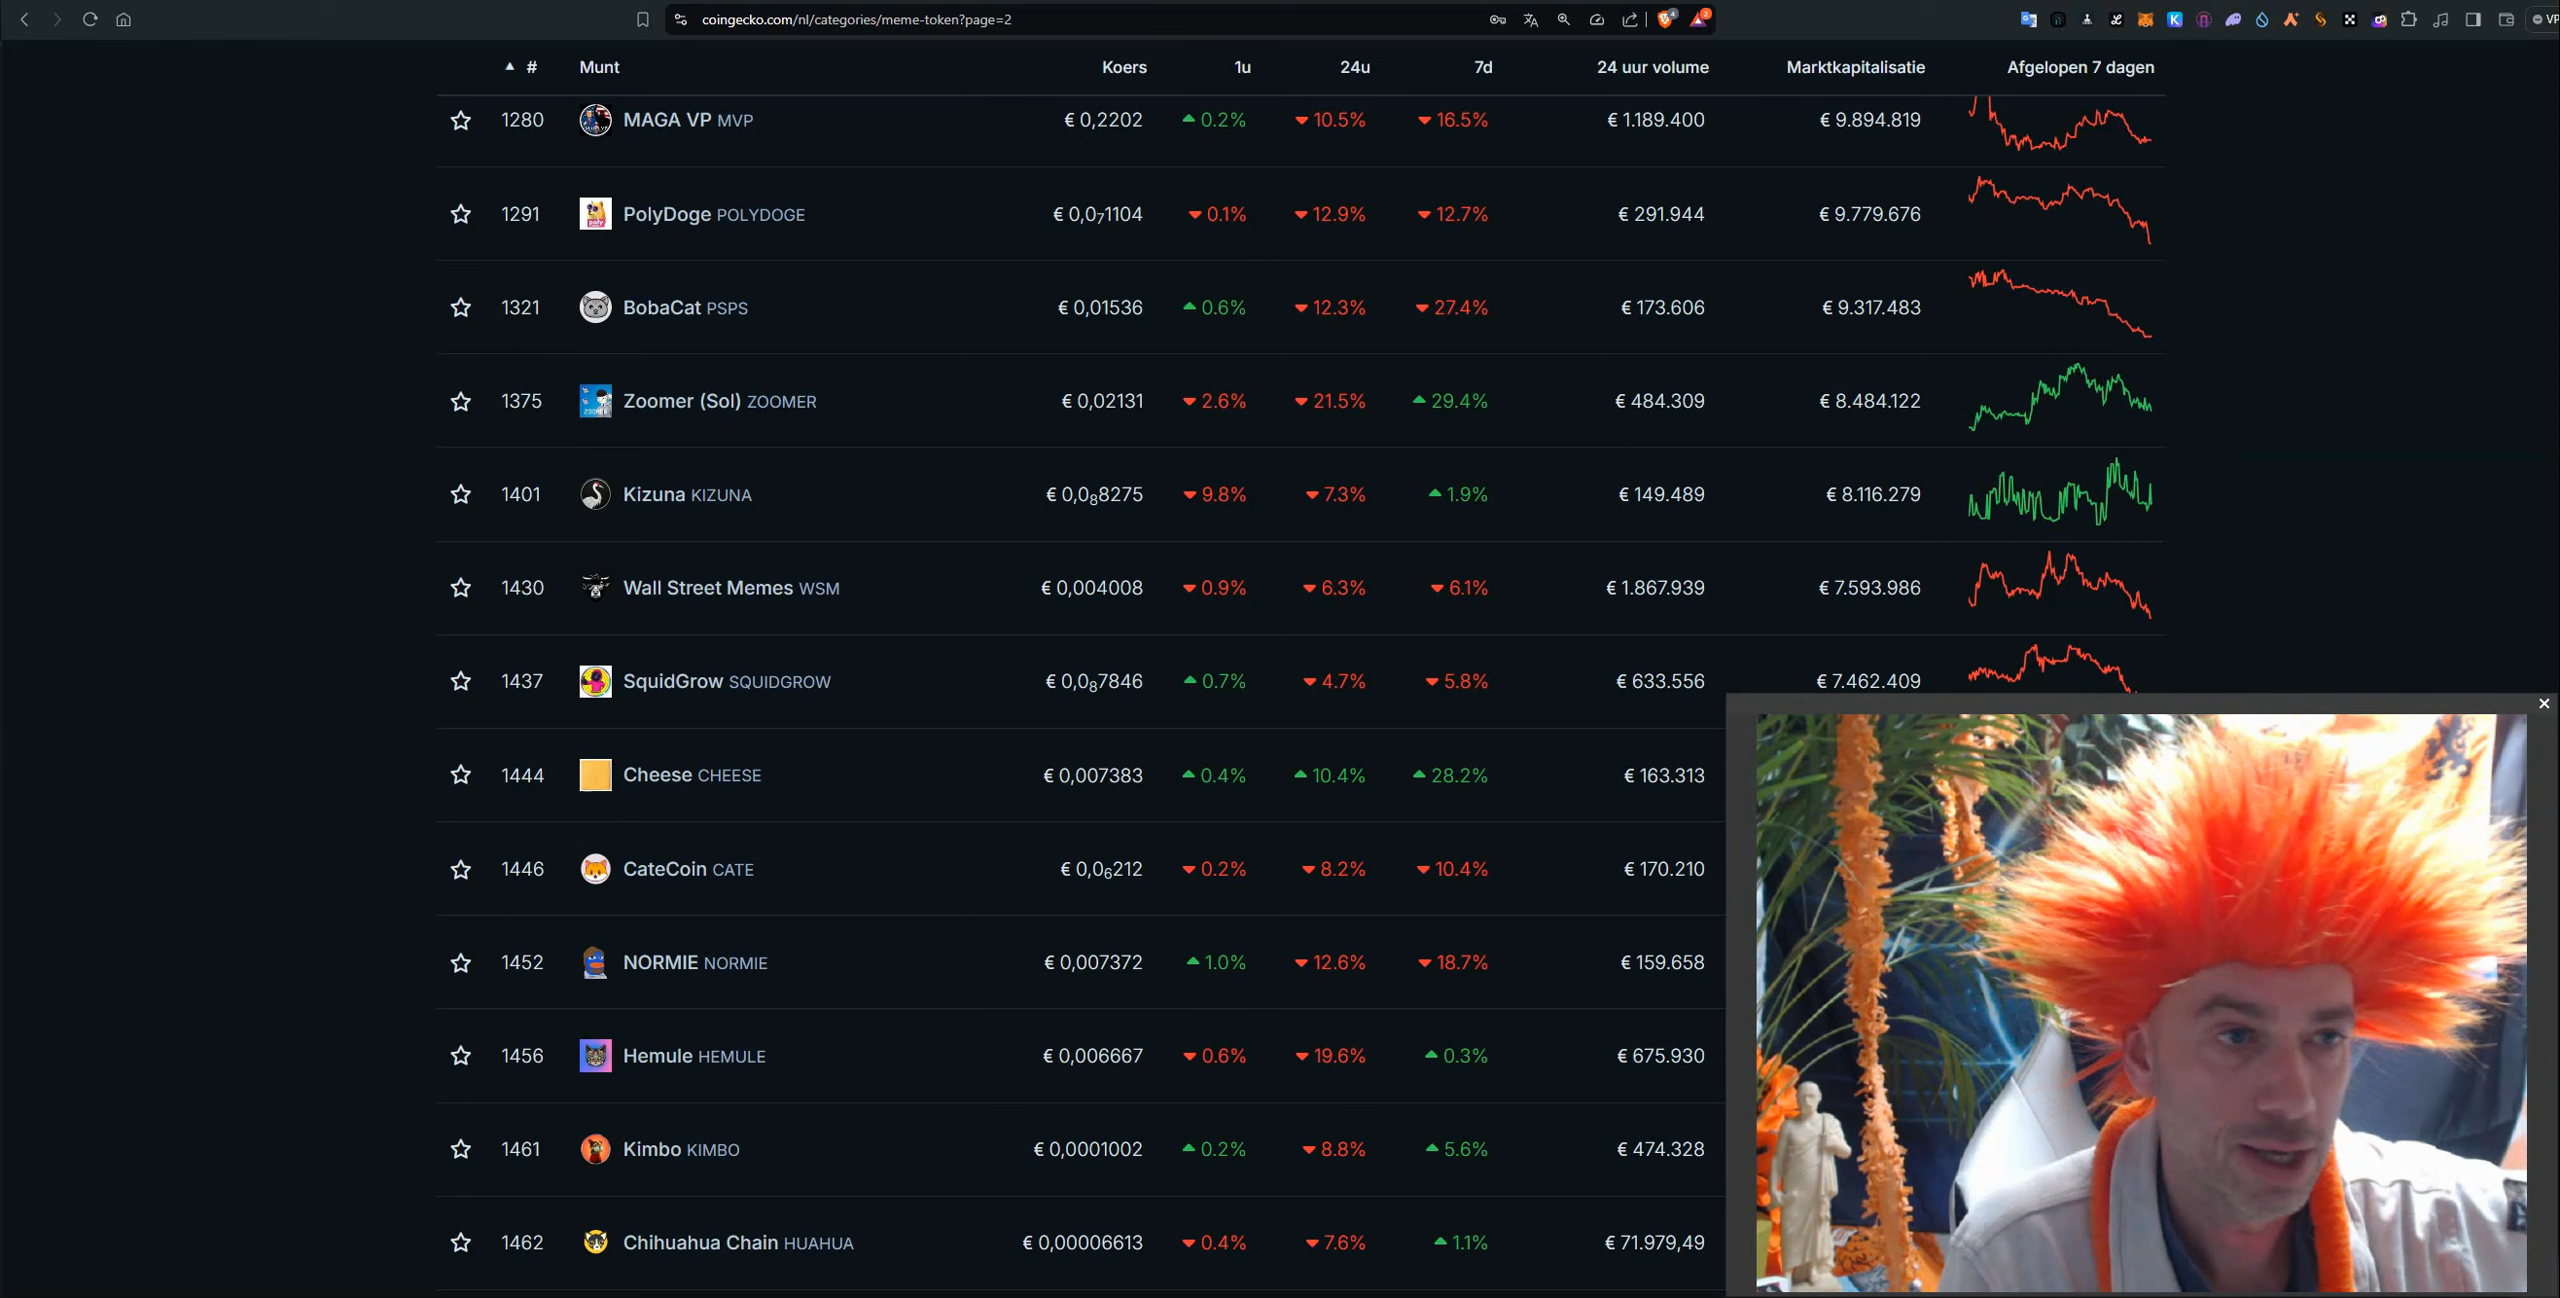 coingecko.com/nl/categories/meme-token?page=2
VP
# Munt Koers 1u 24u 7d 24 uur volume Marktkapitalisatie Afgelopen 7 dagen
1280 MAGA VP MVP € 0,2202 0.2% 10.5% 16.5% € 1.189.400 € 9.894.819
1291 PolyDoge POLYDOGE € 0,0₇1104 0.1% 12.9% 12.7% € 291.944 € 9.779.676
1321 BobaCat PSPS € 0,01536 0.6% 12.3% 27.4% € 173.606 € 9.317.483
1375 Zoomer (Sol) ZOOMER € 0,02131 2.6% 21.5% 29.4% € 484.309 € 8.484.122
1401 Kizuna KIZUNA € 0,0₈8275 9.8% 7.3% 1.9% € 149.489 € 8.116.279
1430 Wall Street Memes WSM € 0,004008 0.9% 6.3% 6.1% € 1.867.939 € 7.593.986
1437 SquidGrow SQUIDGROW € 0,0₈7846 0.7% 4.7% 5.8% € 633.556 € 7.462.409
1444 Cheese CHEESE € 0,007383 0.4% 10.4% 28.2% € 163.313
1446 CateCoin CATE € 0,0₆212 0.2% 8.2% 10.4% € 170.210
1452 NORMIE NORMIE € 0,007372 1.0% 12.6% 18.7% € 159.658
1456 Hemule HEMULE € 0,006667 0.6% 19.6% 0.3% € 675.930
1461 Kimbo KIMBO € 0,0001002 0.2% 8.8% 5.6% € 474.328
1462 Chihuahua Chain HUAHUA € 0,00006613 0.4% 7.6% 1.1% € 71.979,49